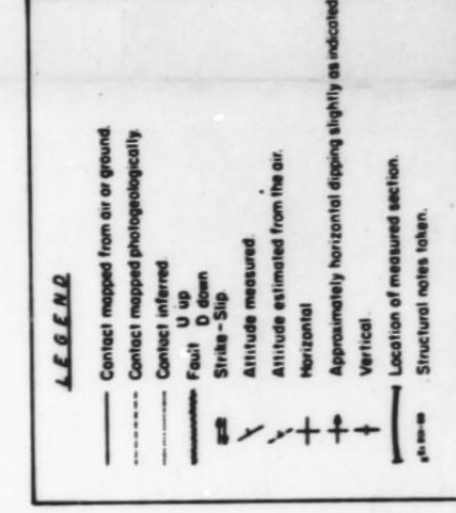 LEGEND
Contact mapped from air or ground.
Contact mapped photogeologically.
Contact inferred.
Fault U up
D down
Strike-Slip
Attitude measured.
Attitude estimated from the air.
Horizontal
Approximately horizontal dipping slightly as indicated
Vertical
Location of measured section.
Structural notes taken.